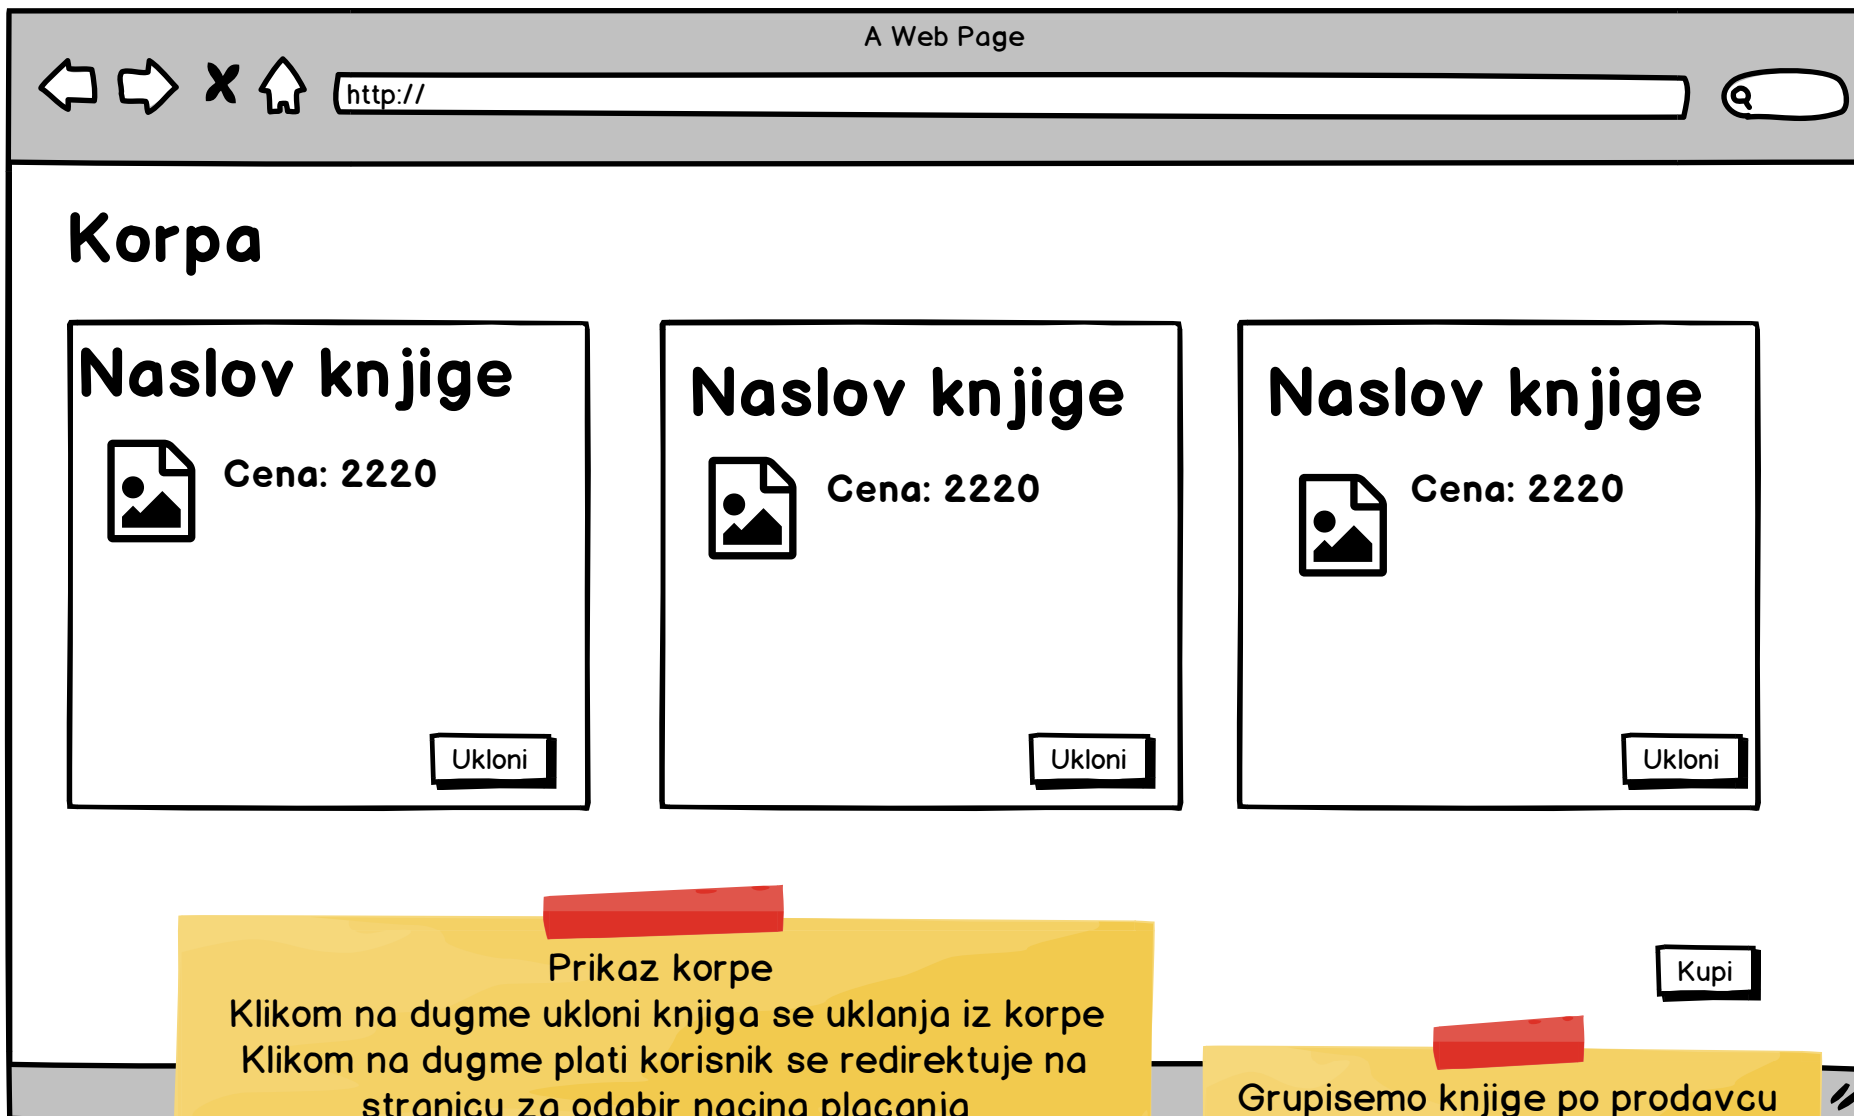 A Web Page
http://
Korpa
Naslov knjige
Cena: 2220
Ukloni
Naslov knjige
Cena: 2220
Ukloni
Naslov knjige
Cena: 2220
Ukloni
Kupi
Prikaz korpe
Klikom na dugme ukloni knjiga se uklanja iz korpe
Klikom na dugme plati korisnik se redirektuje na
stranicu za odabir nacina placanja
Grupisemo knjige po prodavcu